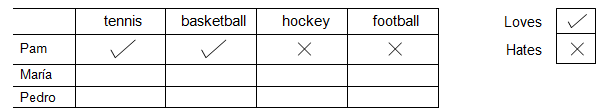 tennis basketball hockey football
Pam ✓ ✓ ✗ ✗
María
Pedro
Loves ✓
Hates ✗